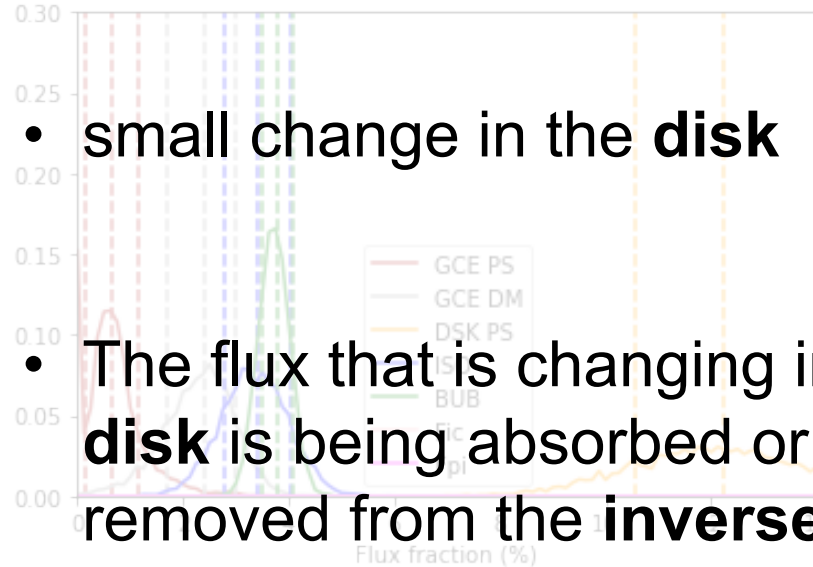 0.30
0.25
• small change in the disk
0.20
0.15
GCE PS
GCE DM
DSK PS
0.10
• The flux that is changing
BUB
0.05
disk is being absorbed or
0.00
removed from the inverse
Flux fraction (%)